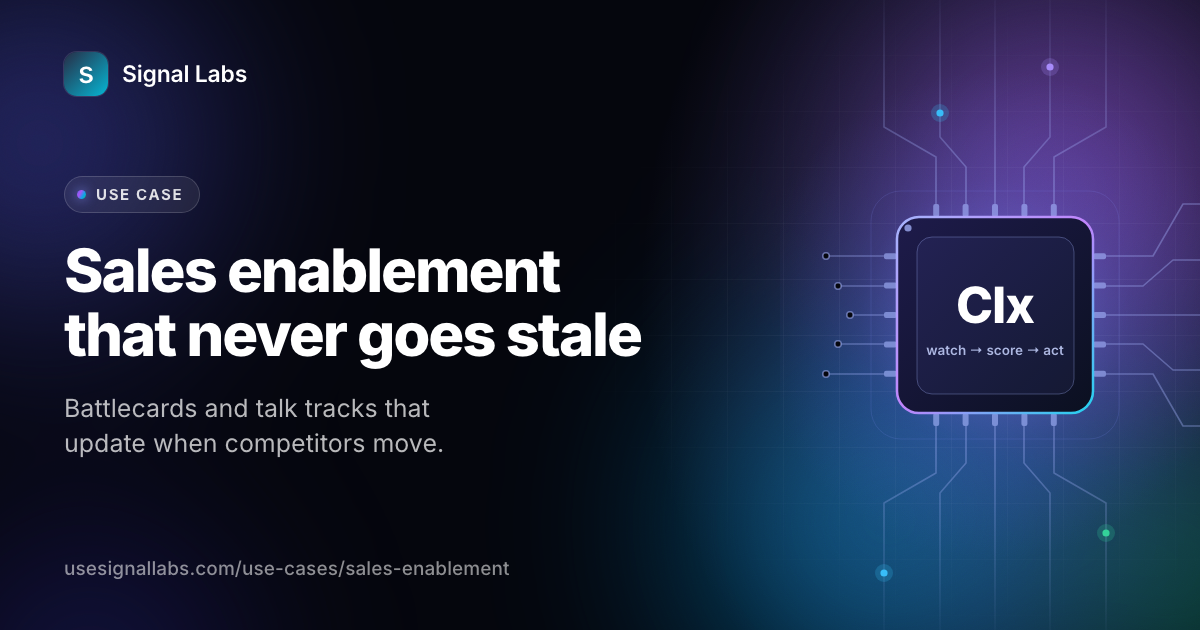 S
Signal Labs
USE CASE
Sales enablement
that never goes stale
Battlecards and talk tracks that
update when competitors move.
CIx
watch → score → act
usesignallabs.com/use-cases/sales-enablement